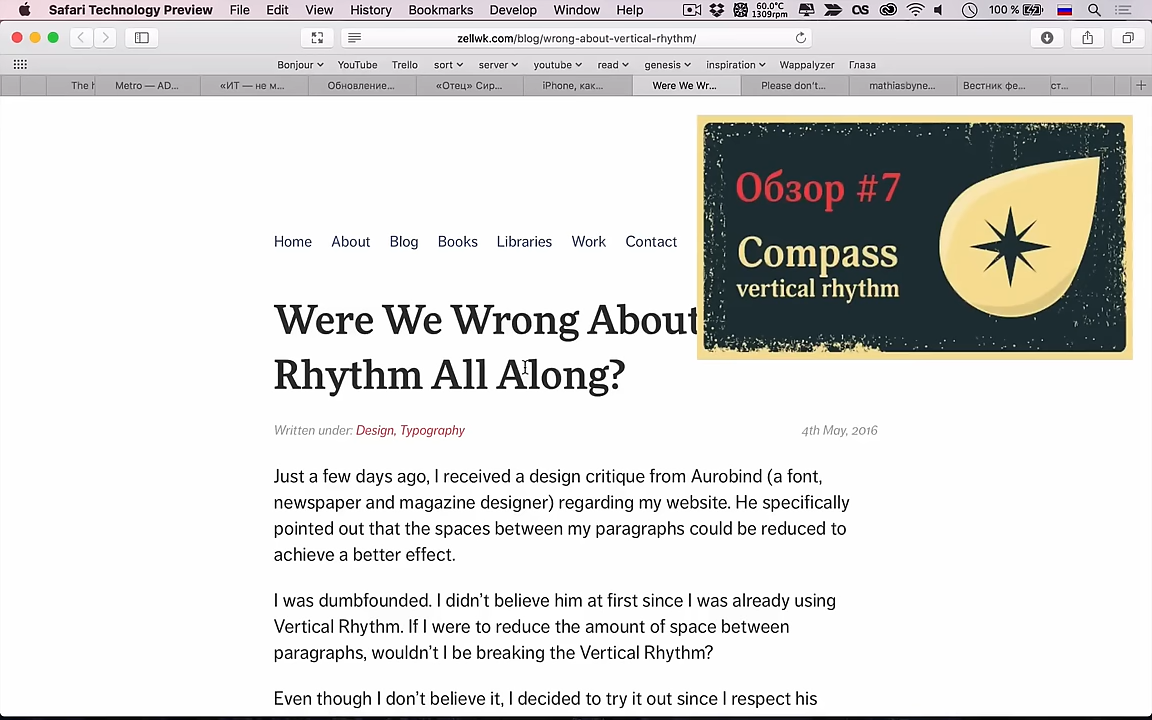 Safari Technology Preview File Edit View History Bookmarks Develop Window Help 60.0°C 1309rpm OS 100 %
zellwk.com/blog/wrong-about-vertical-rhythm/
Bonjour YouTube Trello sort server youtube read genesis inspiration Wappalyzer Глаза
The Metro — AD... «ИТ — не м... Обновление... «Отец» Сир... iPhone, как... Were We Wr... Please don't... mathiasbyne... Вестник фе... ст...
Обзор #7
Compass
vertical rhythm
Home About Blog Books Libraries Work Contact
Were We Wrong About
Rhythm All Along?
Written under: Design, Typography 4th May, 2016
Just a few days ago, I received a design critique from Aurobind (a font,
newspaper and magazine designer) regarding my website. He specifically
pointed out that the spaces between my paragraphs could be reduced to
achieve a better effect.
I was dumbfounded. I didn't believe him at first since I was already using
Vertical Rhythm. If I were to reduce the amount of space between
paragraphs, wouldn't I be breaking the Vertical Rhythm?
Even though I don't believe it, I decided to try it out since I respect his